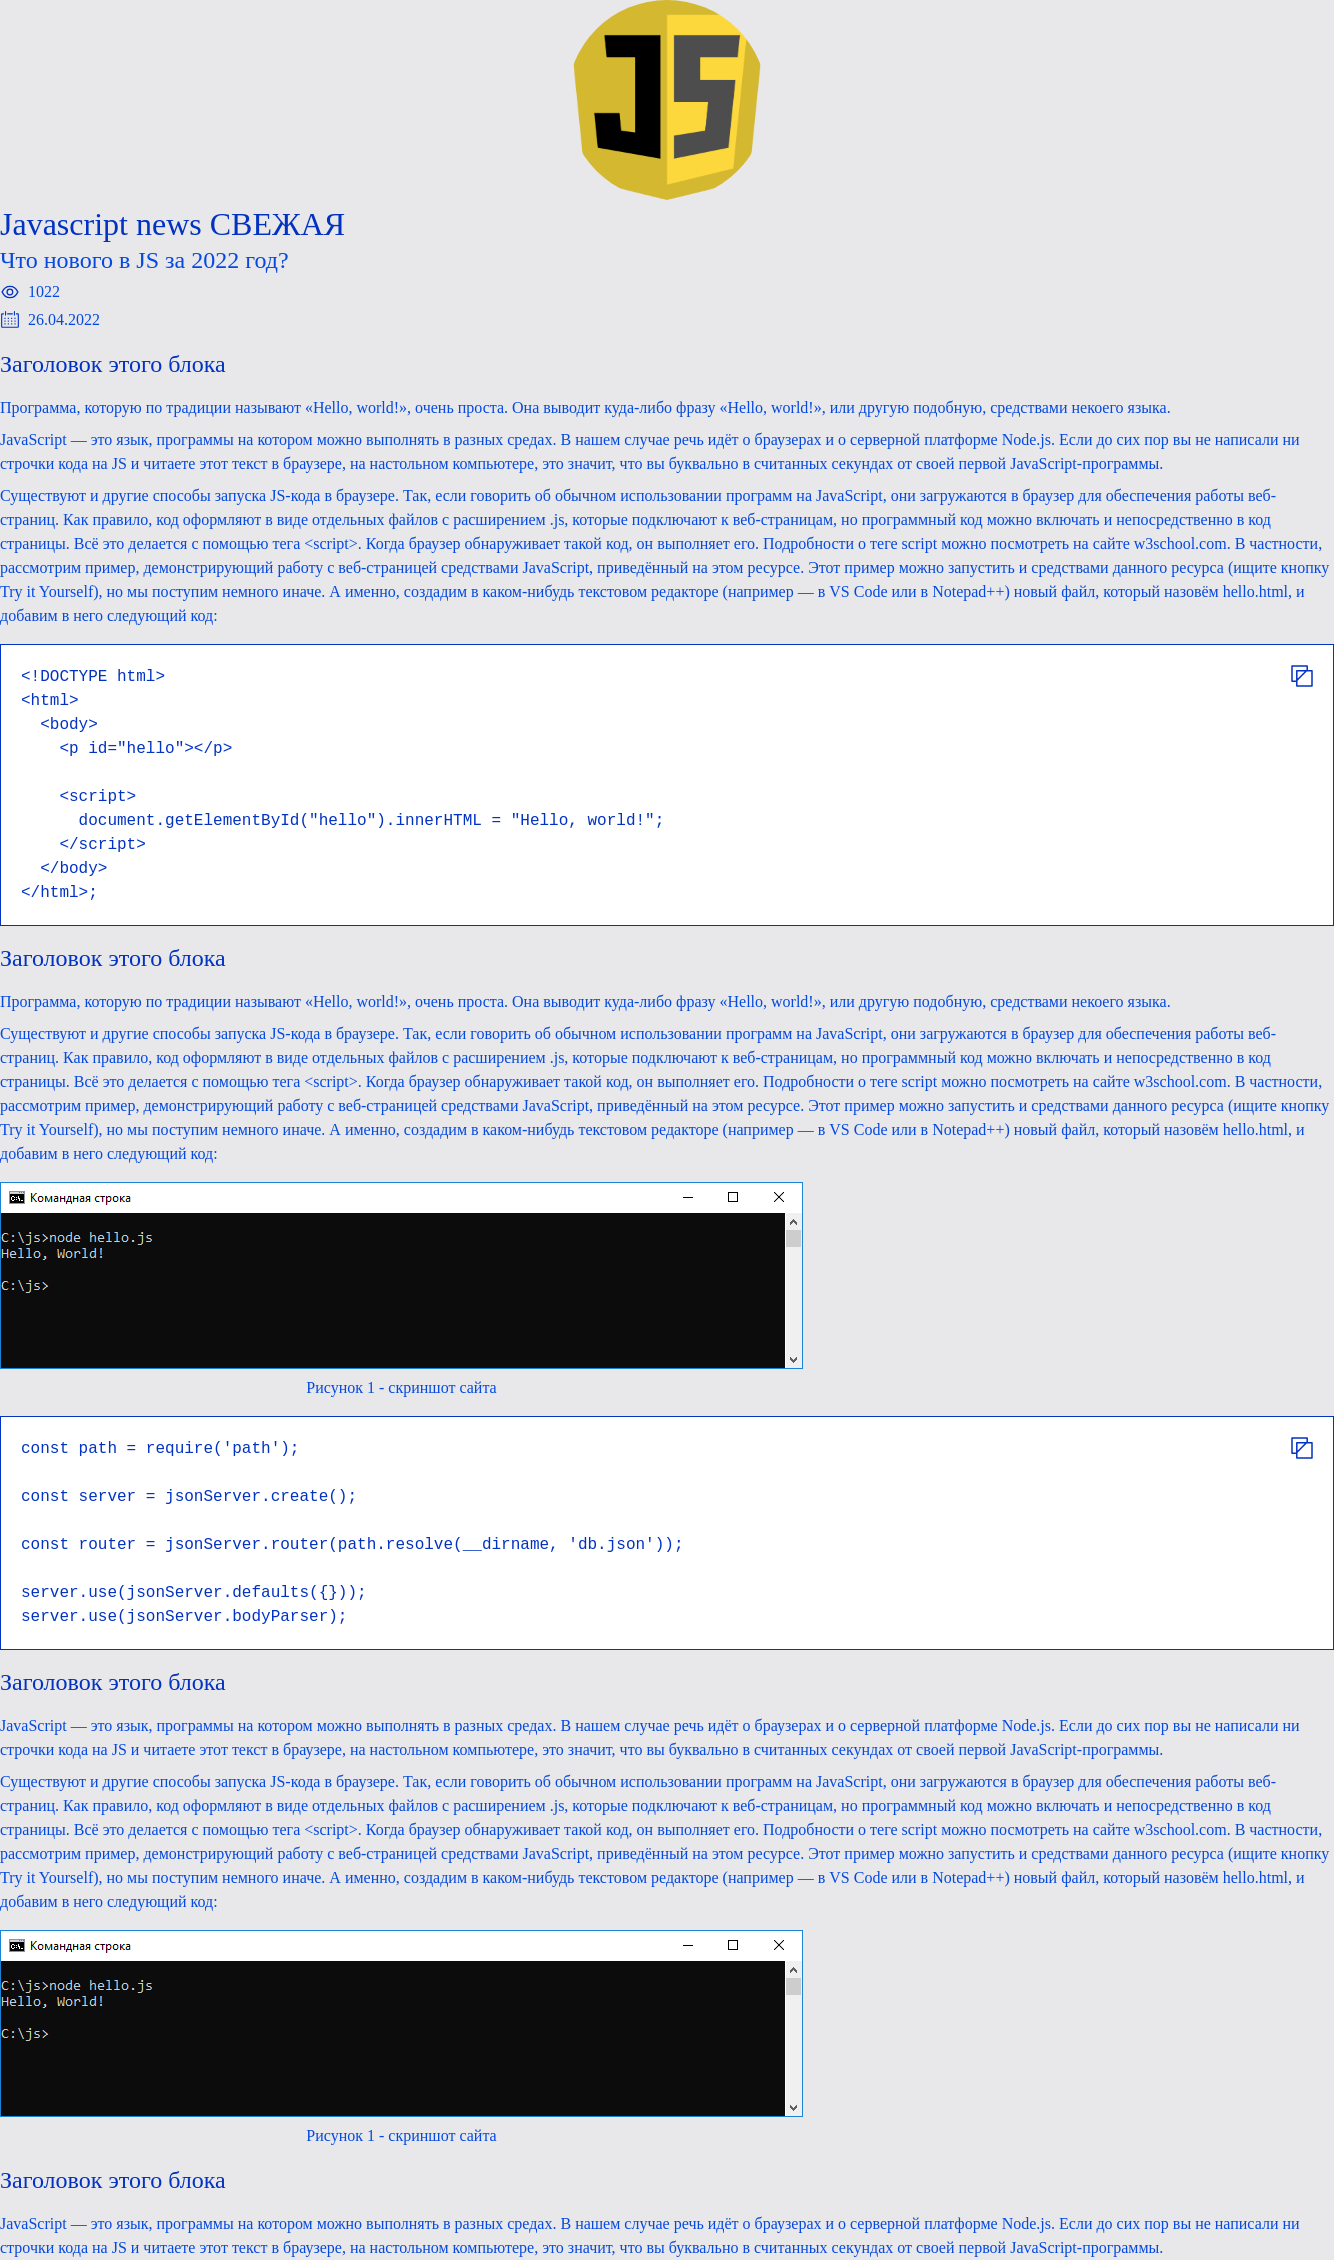 JS
Javascript news СВЕЖАЯ
Что нового в JS за 2022 год?
1022
26.04.2022
Заголовок этого блока
Программа, которую по традиции называют «Hello, world!», очень проста. Она выводит куда-либо фразу «Hello, world!», или другую подобную, средствами некоего языка.
JavaScript — это язык, программы на котором можно выполнять в разных средах. В нашем случае речь идёт о браузерах и о серверной платформе Node.js. Если до сих пор вы не написали ни
строчки кода на JS и читаете этот текст в браузере, на настольном компьютере, это значит, что вы буквально в считанных секундах от своей первой JavaScript-программы.
Существуют и другие способы запуска JS-кода в браузере. Так, если говорить об обычном использовании программ на JavaScript, они загружаются в браузер для обеспечения работы веб-
страниц. Как правило, код оформляют в виде отдельных файлов с расширением .js, которые подключают к веб-страницам, но программный код можно включать и непосредственно в код
страницы. Всё это делается с помощью тега <script>. Когда браузер обнаруживает такой код, он выполняет его. Подробности о теге script можно посмотреть на сайте w3school.com. В частности,
рассмотрим пример, демонстрирующий работу с веб-страницей средствами JavaScript, приведённый на этом ресурсе. Этот пример можно запустить и средствами данного ресурса (ищите кнопку
Try it Yourself), но мы поступим немного иначе. А именно, создадим в каком-нибудь текстовом редакторе (например — в VS Code или в Notepad++) новый файл, который назовём hello.html, и
добавим в него следующий код:
<!DOCTYPE html>
<html>
  <body>
    <p id="hello"></p>

    <script>
      document.getElementById("hello").innerHTML = "Hello, world!";
    </script>
  </body>
</html>;
Заголовок этого блока
Программа, которую по традиции называют «Hello, world!», очень проста. Она выводит куда-либо фразу «Hello, world!», или другую подобную, средствами некоего языка.
Существуют и другие способы запуска JS-кода в браузере. Так, если говорить об обычном использовании программ на JavaScript, они загружаются в браузер для обеспечения работы веб-
страниц. Как правило, код оформляют в виде отдельных файлов с расширением .js, которые подключают к веб-страницам, но программный код можно включать и непосредственно в код
страницы. Всё это делается с помощью тега <script>. Когда браузер обнаруживает такой код, он выполняет его. Подробности о теге script можно посмотреть на сайте w3school.com. В частности,
рассмотрим пример, демонстрирующий работу с веб-страницей средствами JavaScript, приведённый на этом ресурсе. Этот пример можно запустить и средствами данного ресурса (ищите кнопку
Try it Yourself), но мы поступим немного иначе. А именно, создадим в каком-нибудь текстовом редакторе (например — в VS Code или в Notepad++) новый файл, который назовём hello.html, и
добавим в него следующий код:
Командная строка
C:\js>node hello.js
Hello, World!
C:\js>
Рисунок 1 - скриншот сайта
const path = require('path');

const server = jsonServer.create();

const router = jsonServer.router(path.resolve(__dirname, 'db.json'));

server.use(jsonServer.defaults({}));
server.use(jsonServer.bodyParser);
Заголовок этого блока
JavaScript — это язык, программы на котором можно выполнять в разных средах. В нашем случае речь идёт о браузерах и о серверной платформе Node.js. Если до сих пор вы не написали ни
строчки кода на JS и читаете этот текст в браузере, на настольном компьютере, это значит, что вы буквально в считанных секундах от своей первой JavaScript-программы.
Существуют и другие способы запуска JS-кода в браузере. Так, если говорить об обычном использовании программ на JavaScript, они загружаются в браузер для обеспечения работы веб-
страниц. Как правило, код оформляют в виде отдельных файлов с расширением .js, которые подключают к веб-страницам, но программный код можно включать и непосредственно в код
страницы. Всё это делается с помощью тега <script>. Когда браузер обнаруживает такой код, он выполняет его. Подробности о теге script можно посмотреть на сайте w3school.com. В частности,
рассмотрим пример, демонстрирующий работу с веб-страницей средствами JavaScript, приведённый на этом ресурсе. Этот пример можно запустить и средствами данного ресурса (ищите кнопку
Try it Yourself), но мы поступим немного иначе. А именно, создадим в каком-нибудь текстовом редакторе (например — в VS Code или в Notepad++) новый файл, который назовём hello.html, и
добавим в него следующий код:
Командная строка
C:\js>node hello.js
Hello, World!
C:\js>
Рисунок 1 - скриншот сайта
Заголовок этого блока
JavaScript — это язык, программы на котором можно выполнять в разных средах. В нашем случае речь идёт о браузерах и о серверной платформе Node.js. Если до сих пор вы не написали ни
строчки кода на JS и читаете этот текст в браузере, на настольном компьютере, это значит, что вы буквально в считанных секундах от своей первой JavaScript-программы.